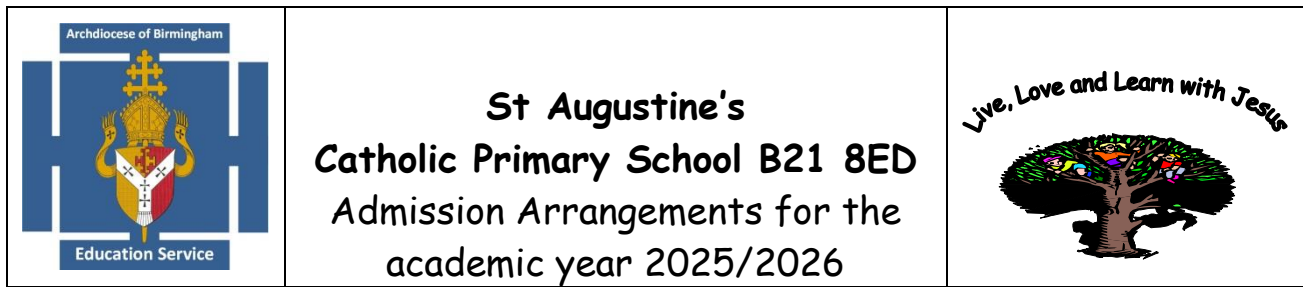 Archdiocese of Birmingham
Education Service
St Augustine's
Catholic Primary School B21 8ED
Admission Arrangements for the
academic year 2025/2026
Live, Love and Learn with Jesus